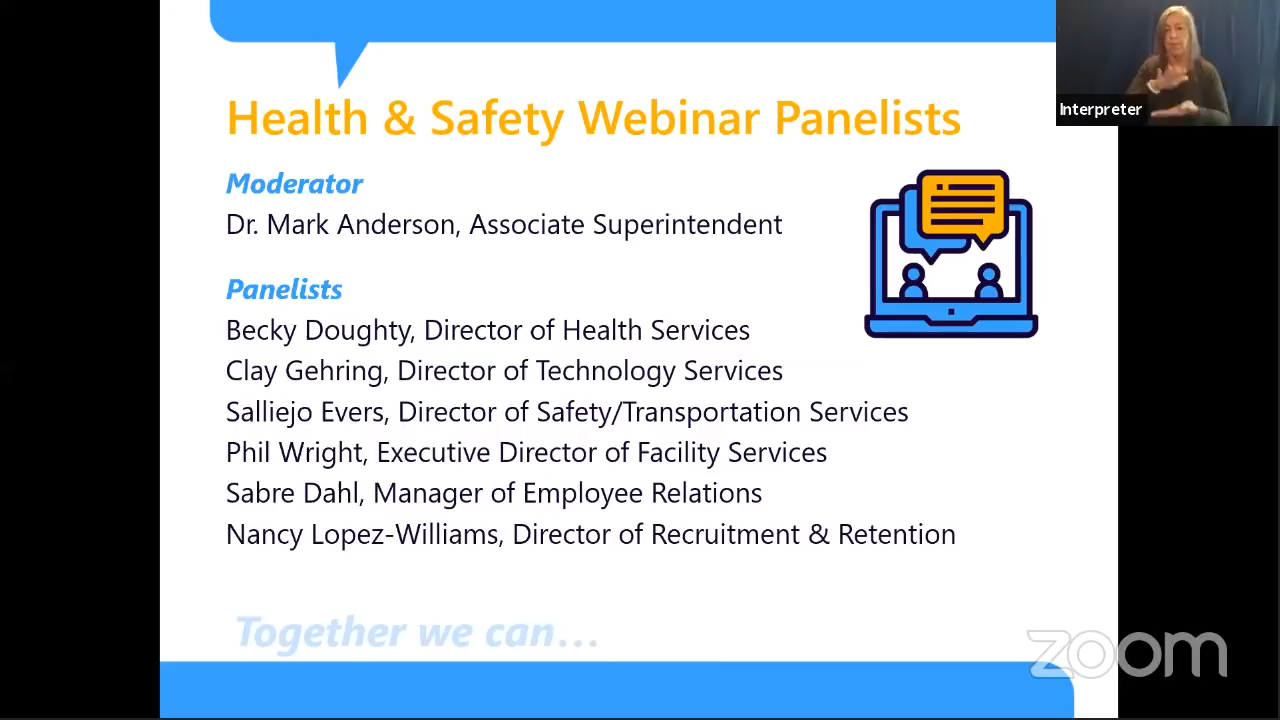 Interpreter
Health & Safety Webinar Panelists
Moderator
Dr. Mark Anderson, Associate Superintendent
Panelists
Becky Doughty, Director of Health Services
Clay Gehring, Director of Technology Services
Salliejo Evers, Director of Safety/Transportation Services
Phil Wright, Executive Director of Facility Services
Sabre Dahl, Manager of Employee Relations
Nancy Lopez-Williams, Director of Recruitment & Retention
Together we can...
zoom